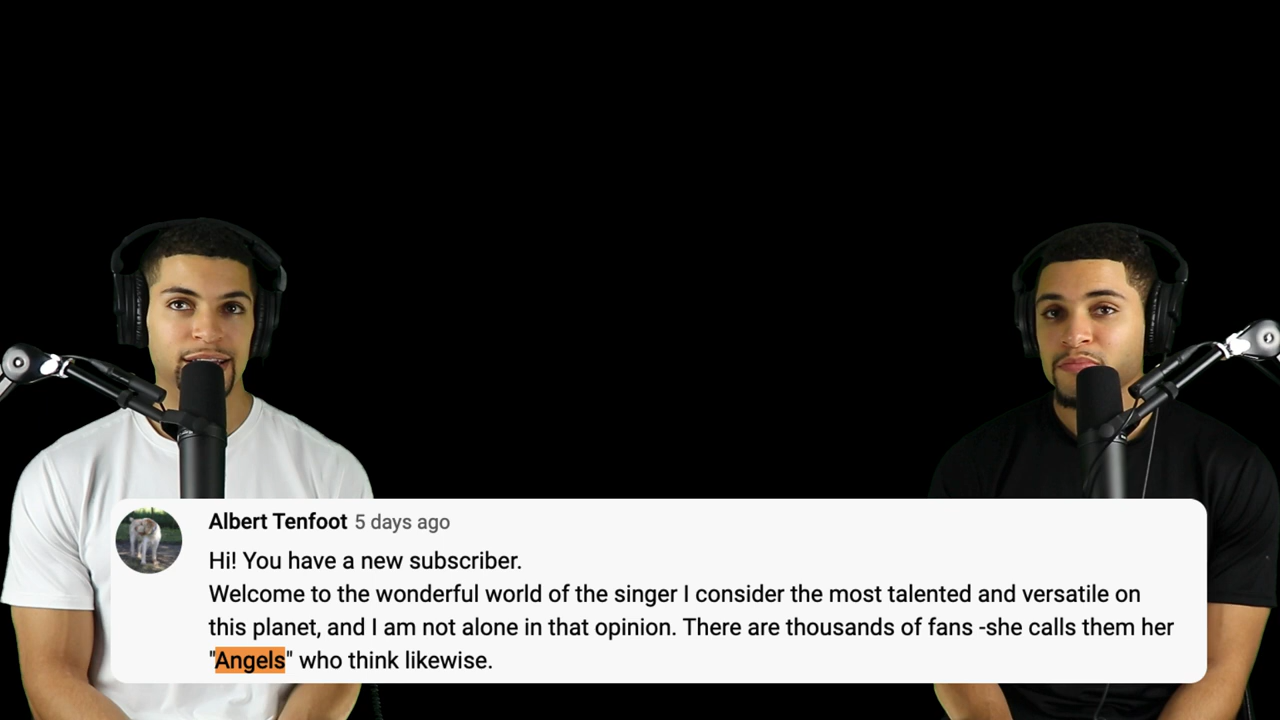 Albert Tenfoot 5 days ago
Hi! You have a new subscriber.
Welcome to the wonderful world of the singer I consider the most talented and versatile on
this planet, and I am not alone in that opinion. There are thousands of fans -she calls them her
"Angels" who think likewise.